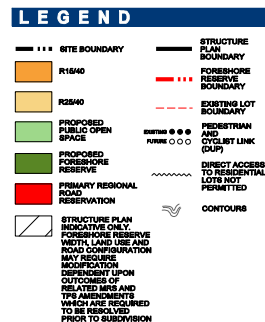 LEGEND
SITE BOUNDARY
R15/40
R25/40
PROPOSED
PUBLIC OPEN
SPACE
PROPOSED
FORESHORE
RESERVE
PRIMARY REGIONAL
ROAD
RESERVATION
STRUCTURE PLAN
INDICATIVE ONLY.
FORESHORE RESERVE
WIDTH, LAND USE AND
ROAD CONFIGURATION
MAY REQUIRE
MODIFICATION
DEPENDENT UPON
OUTCOMES OF
RELATED MRS AND
TPS AMENDMENTS
WHICH ARE REQUIRED
TO BE RESOLVED
PRIOR TO SUBDIVISION
STRUCTURE
PLAN
BOUNDARY
FORESHORE
RESERVE
BOUNDARY
EXISTING LOT
BOUNDARY
EXISTING
FUTURE
PEDESTRIAN
AND
CYCLIST LINK
(DUP)
DIRECT ACCESS
TO RESIDENTIAL
LOTS NOT
PERMITTED
CONTOURS